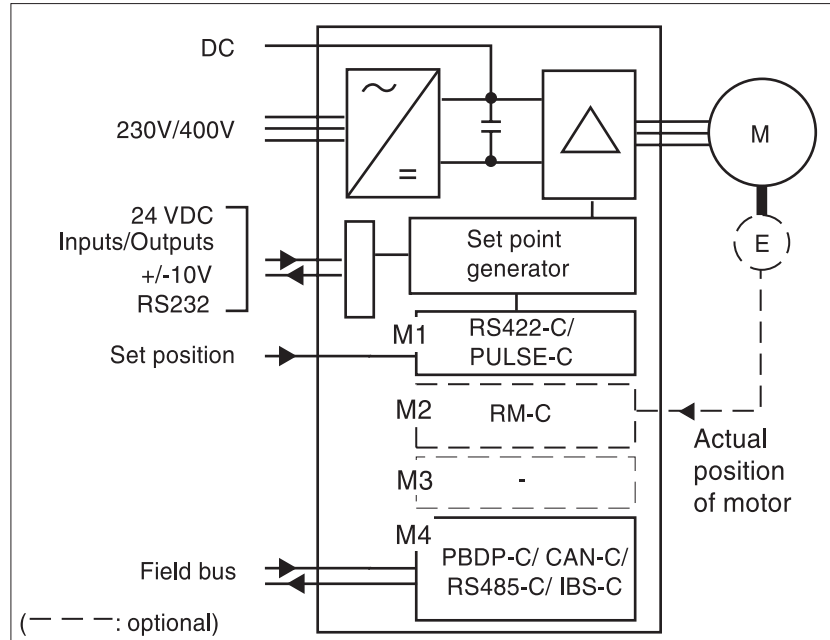 DC
230V/400V
M
24 VDC
Inputs/Outputs
+/-10V
RS232
Set point
generator
E
Set position
M1
RS422-C/
PULSE-C
M2
RM-C
Actual
position
of motor
M3
-
M4
PBDP-C/ CAN-C/
RS485-C/ IBS-C
Field bus
(— — —: optional)